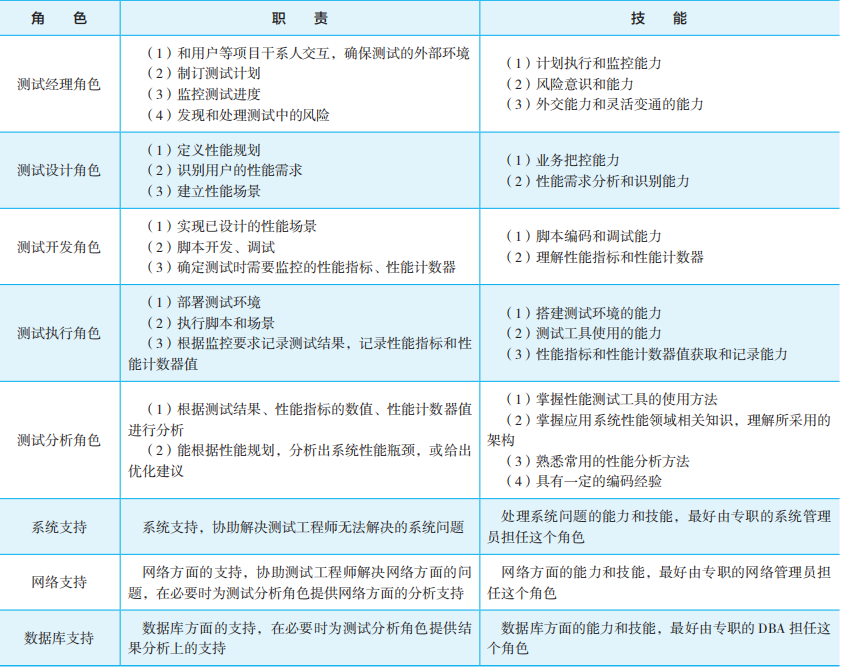 角 色 职 责 技 能
测试经理角色
（1）和用户等项目干系人交互，确保测试的外部环境
（2）制订测试计划
（3）监控测试进度
（4）发现和处理测试中的风险
（1）计划执行和监控能力
（2）风险意识和能力
（3）外交能力和灵活变通的能力
测试设计角色
（1）定义性能规划
（2）识别用户的性能需求
（3）建立性能场景
（1）业务把控能力
（2）性能需求分析和识别能力
测试开发角色
（1）实现已设计的性能场景
（2）脚本开发、调试
（3）确定测试时需要监控的性能指标、性能计数器
（1）脚本编码和调试能力
（2）理解性能指标和性能计数器
测试执行角色
（1）部署测试环境
（2）执行脚本和场景
（3）根据监控要求记录测试结果，记录性能指标和性
能计数器值
（1）搭建测试环境的能力
（2）测试工具使用的能力
（3）性能指标和性能计数器值获取和记录能力
测试分析角色
（1）根据测试结果、性能指标的数值、性能计数器值
进行分析
（2）能根据性能规划，分析出系统性能瓶颈，或给出
优化建议
（1）掌握性能测试工具的使用方法
（2）掌握应用系统性能领域相关知识，理解所采用的
架构
（3）熟悉常用的性能分析方法
（4）具有一定的编码经验
系统支持
系统支持，协助解决测试工程师无法解决的系统问题
处理系统问题的能力和技能，最好由专职的系统管理
员担任这个角色
网络支持
网络方面的支持，协助测试工程师解决网络方面的问
题，在必要时为测试分析角色提供网络方面的分析支持
网络方面的能力和技能，最好由专职的网络管理员担
任这个角色
数据库支持
数据库方面的支持，在必要时为测试分析角色提供结
果分析上的支持
数据库方面的能力和技能，最好由专职的 DBA 担任这
个角色